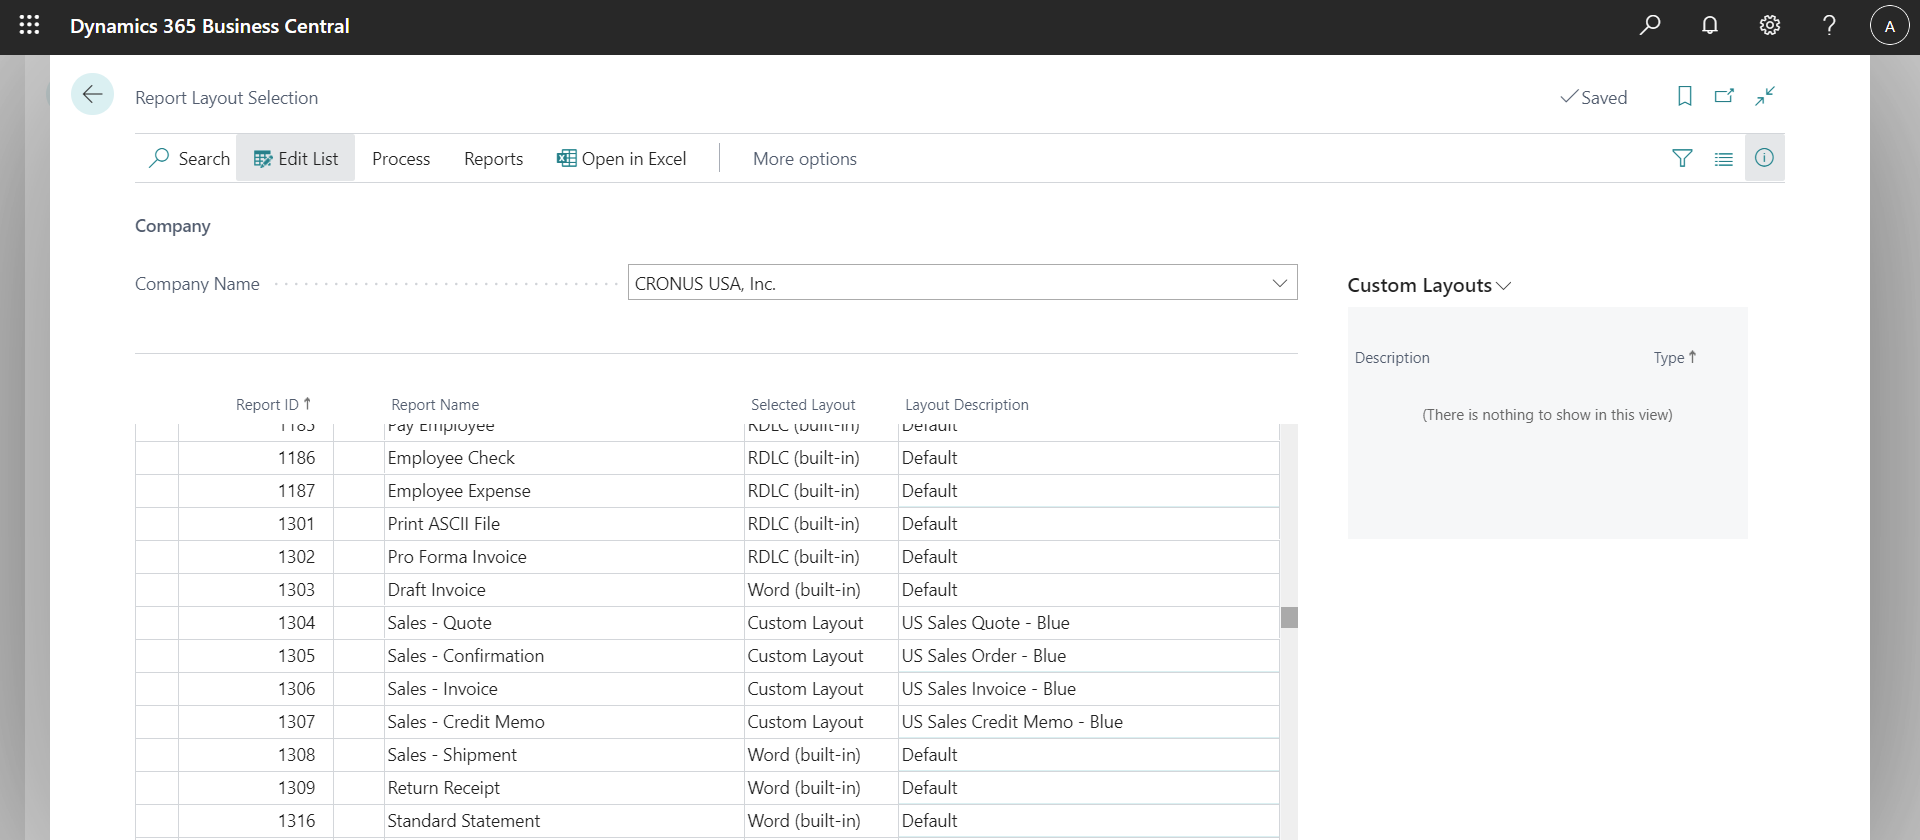 Dynamics 365 Business Central
A
Report Layout Selection
Saved
Search Edit List Process Reports Open in Excel More options
Company
Company Name CRONUS USA, Inc.
Custom Layouts
Description Type
(There is nothing to show in this view)
Report ID Report Name Selected Layout Layout Description
1185 Pay Employee RDLC (built-in) Default
1186 Employee Check RDLC (built-in) Default
1187 Employee Expense RDLC (built-in) Default
1301 Print ASCII File RDLC (built-in) Default
1302 Pro Forma Invoice RDLC (built-in) Default
1303 Draft Invoice Word (built-in) Default
1304 Sales - Quote Custom Layout US Sales Quote - Blue
1305 Sales - Confirmation Custom Layout US Sales Order - Blue
1306 Sales - Invoice Custom Layout US Sales Invoice - Blue
1307 Sales - Credit Memo Custom Layout US Sales Credit Memo - Blue
1308 Sales - Shipment Word (built-in) Default
1309 Return Receipt Word (built-in) Default
1316 Standard Statement Word (built-in) Default